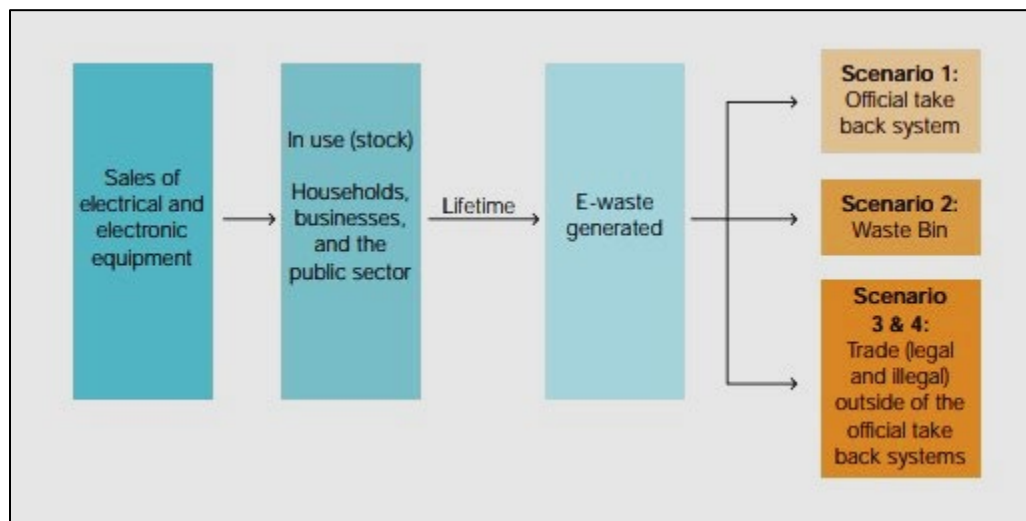 Sales of
electrical and
electronic
equipment
In use (stock)
Households,
businesses,
and the
public sector
Lifetime
E-waste
generated
Scenario 1:
Official take
back system
Scenario 2:
Waste Bin
Scenario
3 & 4:
Trade (legal
and illegal)
outside of the
official take
back systems